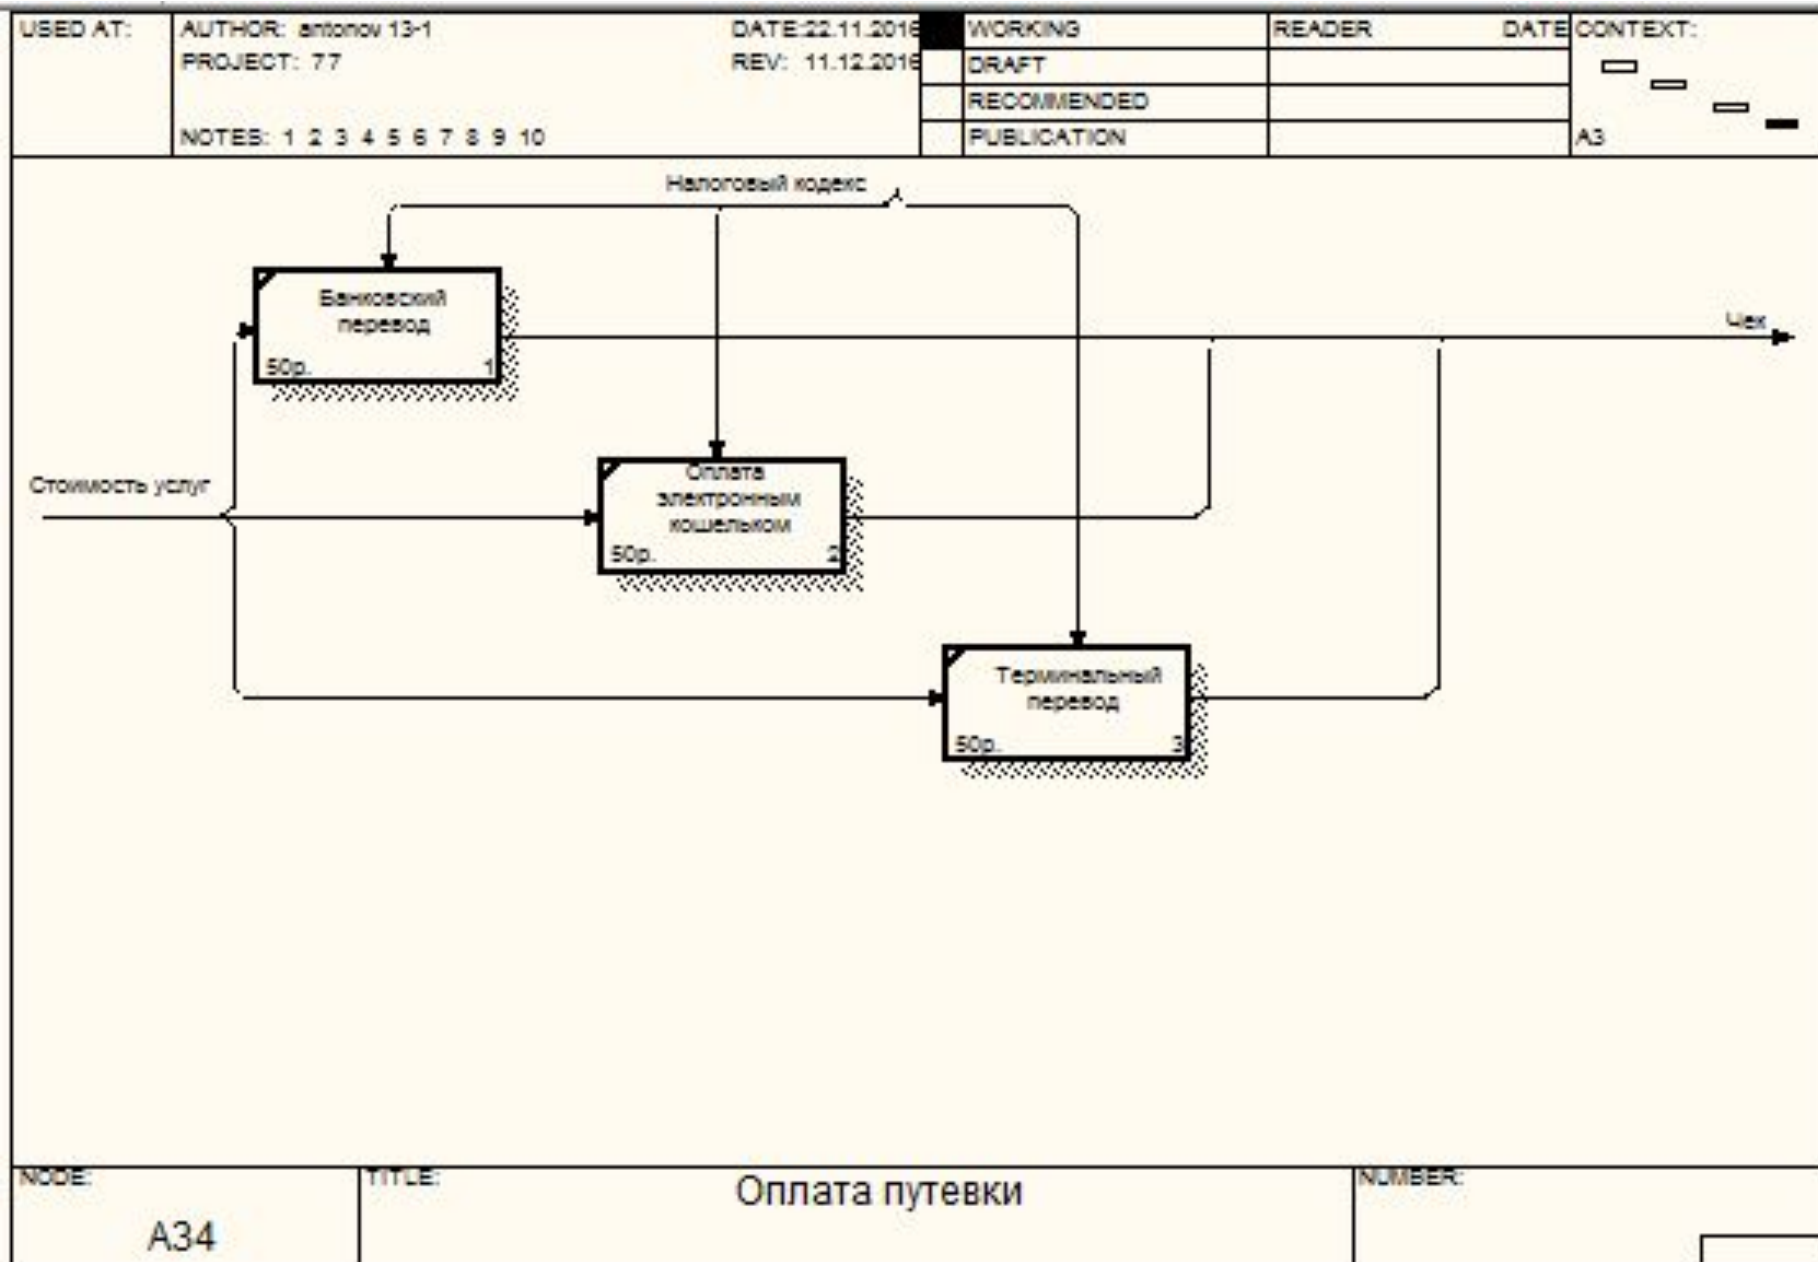 USED AT:
AUTHOR: antonov 13-1
DATE:22.11.2016
PROJECT: 77
REV: 11.12.2016
NOTES: 1 2 3 4 5 6 7 8 9 10
WORKING
DRAFT
RECOMMENDED
PUBLICATION
READER
DATE
CONTEXT:
A3
Налоговый кодекс
Банковский
перевод
50р.
1
Чек
Стоимость услуг
Оплата
электронным
кошельком
50р.
2
Терминальный
перевод
50р.
3
NODE:
A34
TITLE:
Оплата путевки
NUMBER: